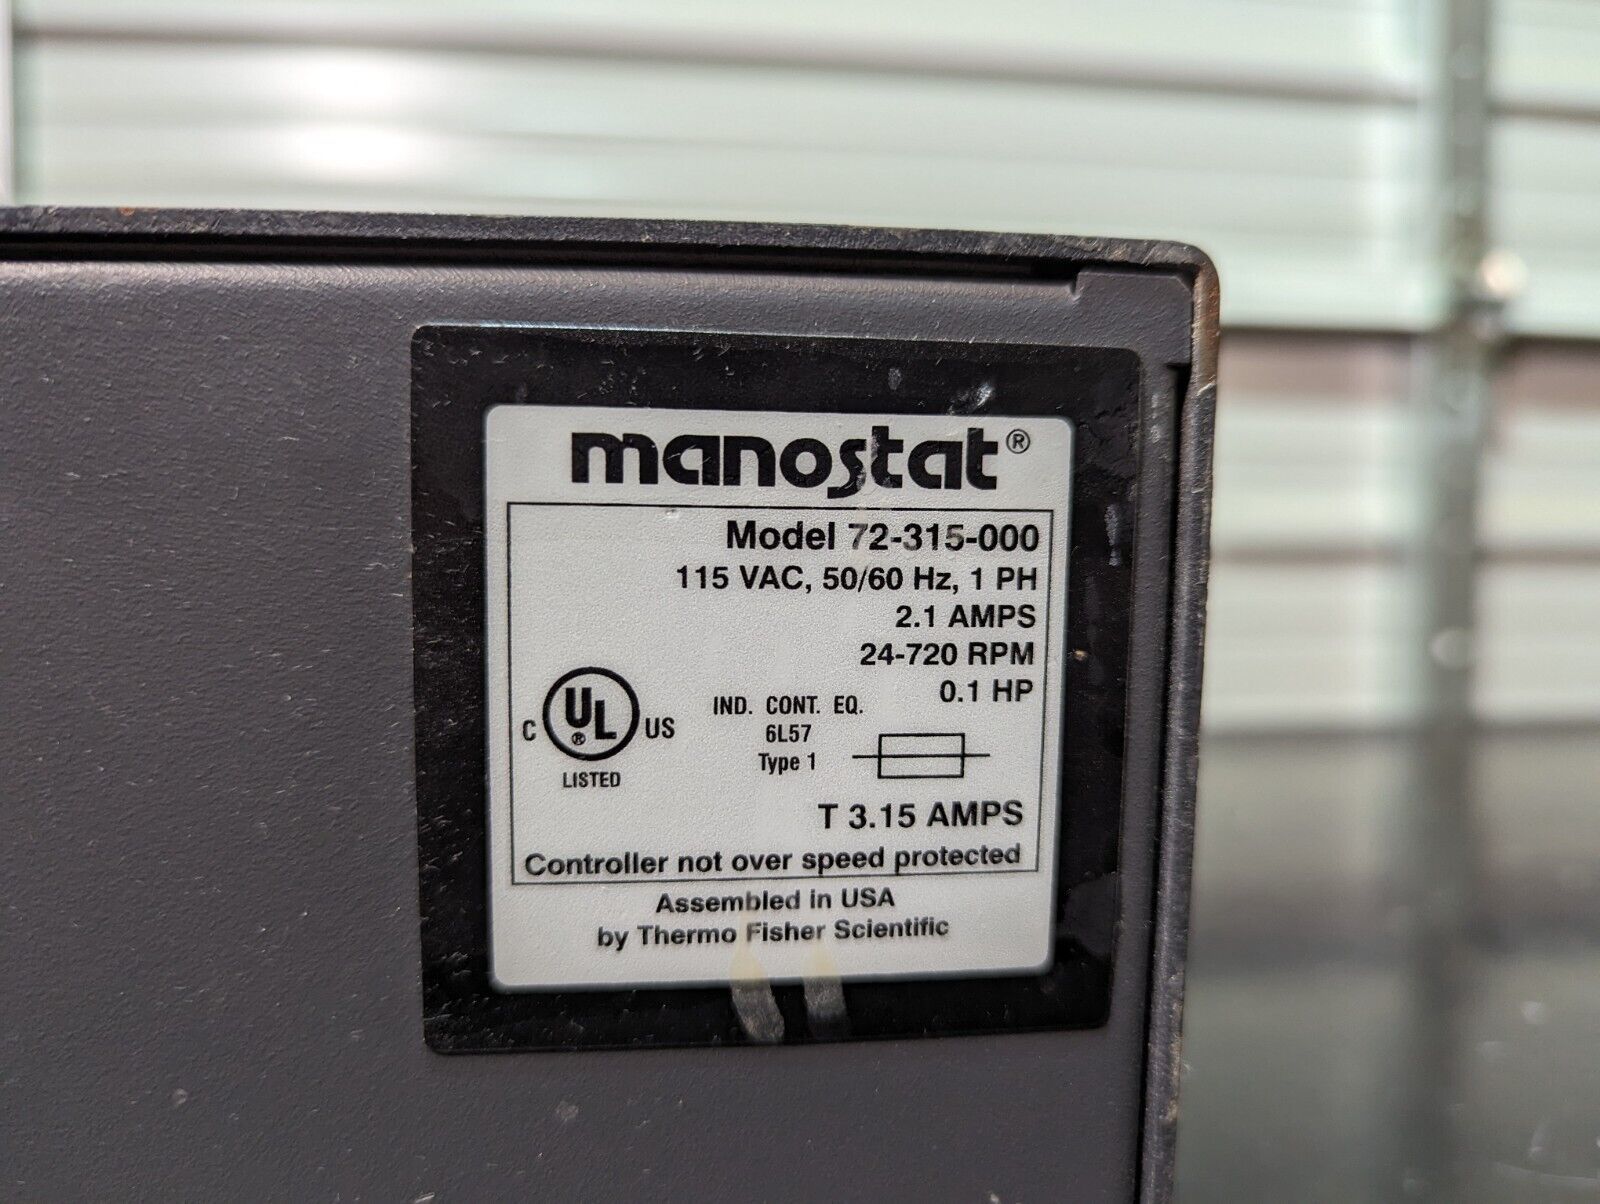 manostat®
Model 72-315-000
115 VAC, 50/60 Hz, 1 PH
2.1 AMPS
24-720 RPM
0.1 HP
IND. CONT. EQ.
6L57
Type 1
C UL® US
LISTED
T 3.15 AMPS
Controller not over speed protected
Assembled in USA
by Thermo Fisher Scientific